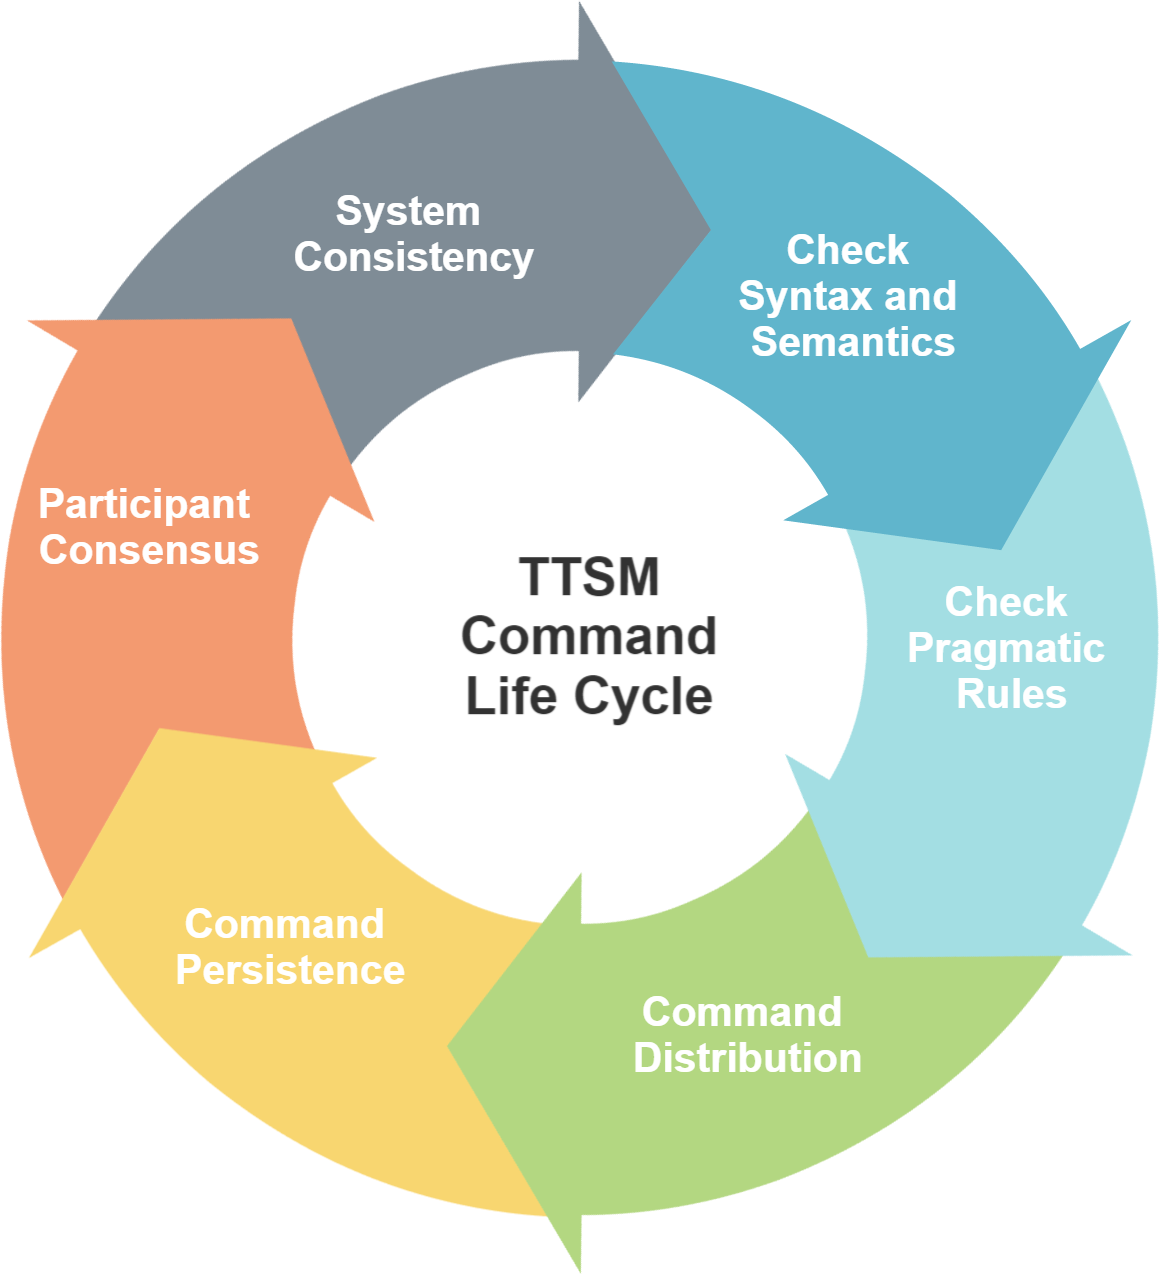 System
Consistency
Check
Syntax and
Semantics
Participant
Consensus
TTSM
Command
Life Cycle
Check
Pragmatic
Rules
Command
Persistence
Command
Distribution